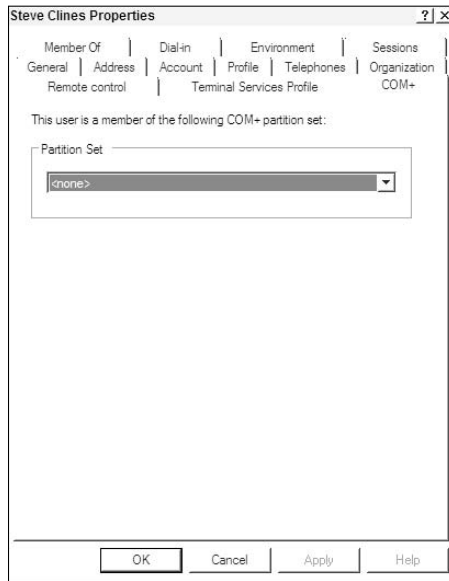 Steve Clines Properties ? ×
Member Of Dial-in Environment Sessions
General Address Account Profile Telephones Organization
Remote control Terminal Services Profile COM+
This user is a member of the following COM+ partition set:
Partition Set
<none>
OK Cancel Apply Help